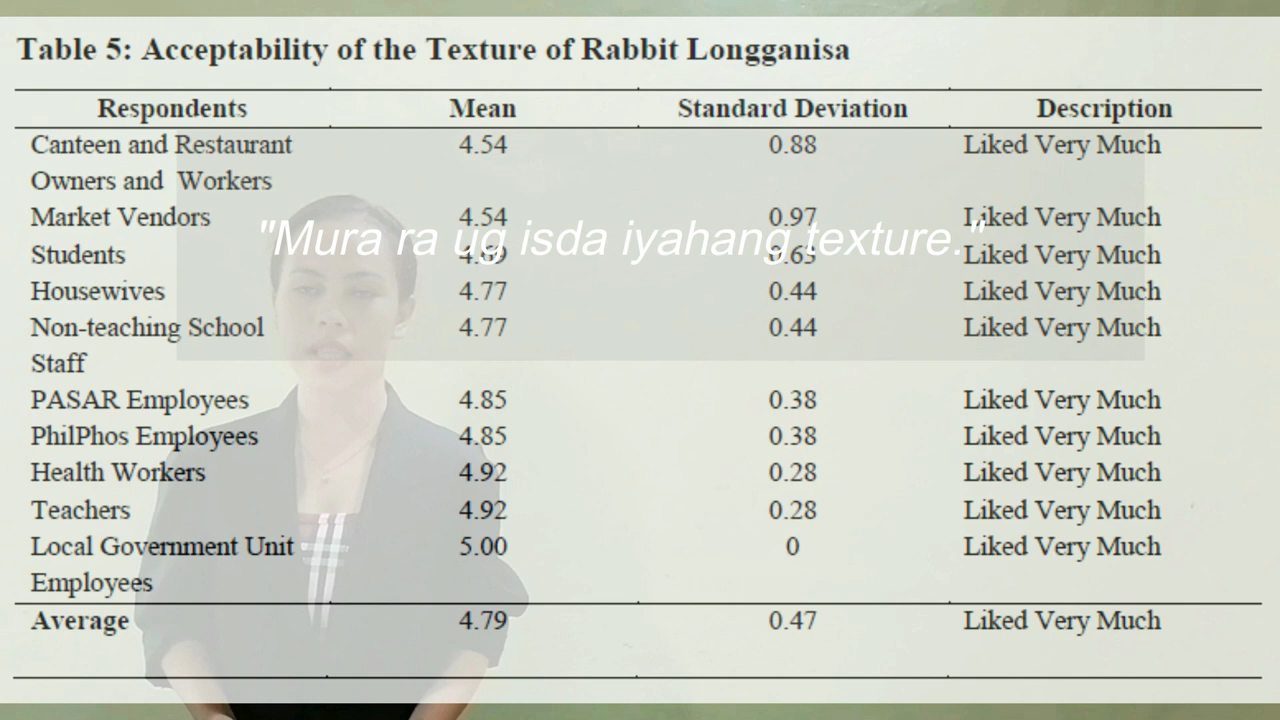 Table 5: Acceptability of the Texture of Rabbit Longganisa
Respondents Mean Standard Deviation Description
Canteen and Restaurant 4.54 0.88 Liked Very Much
Owners and Workers
Market Vendors 4.54 0.97 Liked Very Much
"Mura ra ug isda iyahang texture."
Students 4.69 0.63 Liked Very Much
Housewives 4.77 0.44 Liked Very Much
Non-teaching School 4.77 0.44 Liked Very Much
Staff
PASAR Employees 4.85 0.38 Liked Very Much
PhilPhos Employees 4.85 0.38 Liked Very Much
Health Workers 4.92 0.28 Liked Very Much
Teachers 4.92 0.28 Liked Very Much
Local Government Unit 5.00 0 Liked Very Much
Employees
Average 4.79 0.47 Liked Very Much